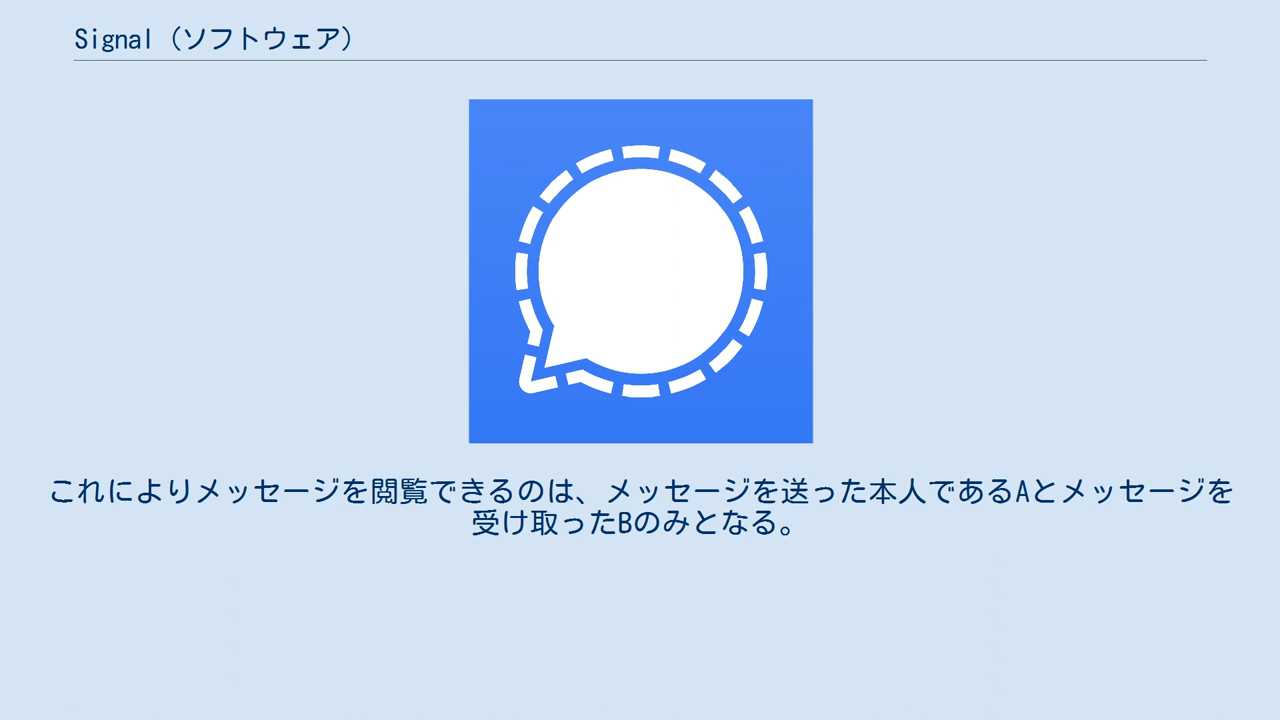 Signal（ソフトウェア）
これによりメッセージを閲覧できるのは、メッセージを送った本人であるAとメッセージを
受け取ったBのみとなる。